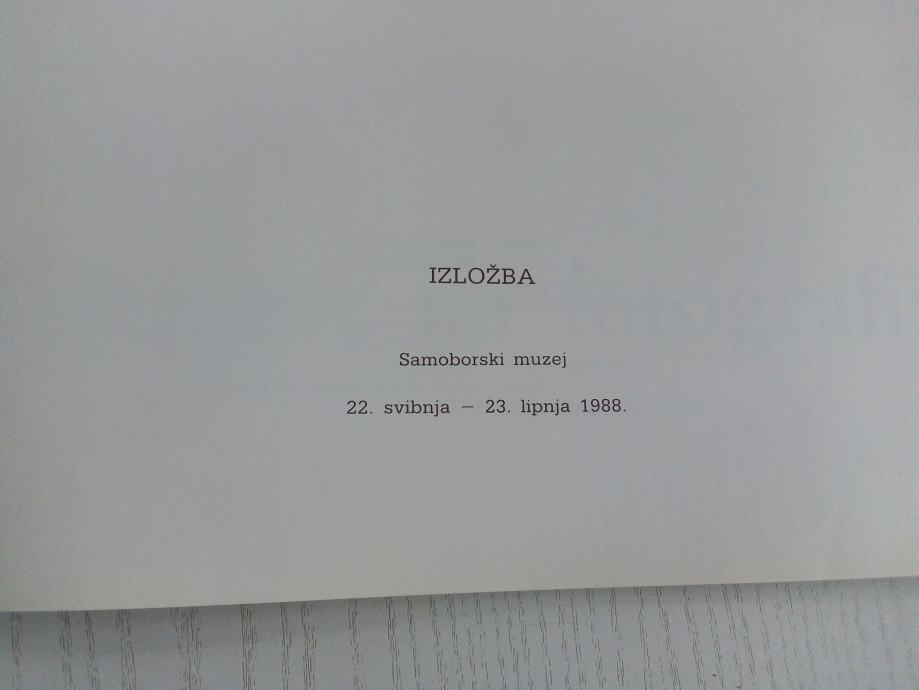 IZLOŽBA
Samoborski muzej
22. svibnja — 23. lipnja 1988.